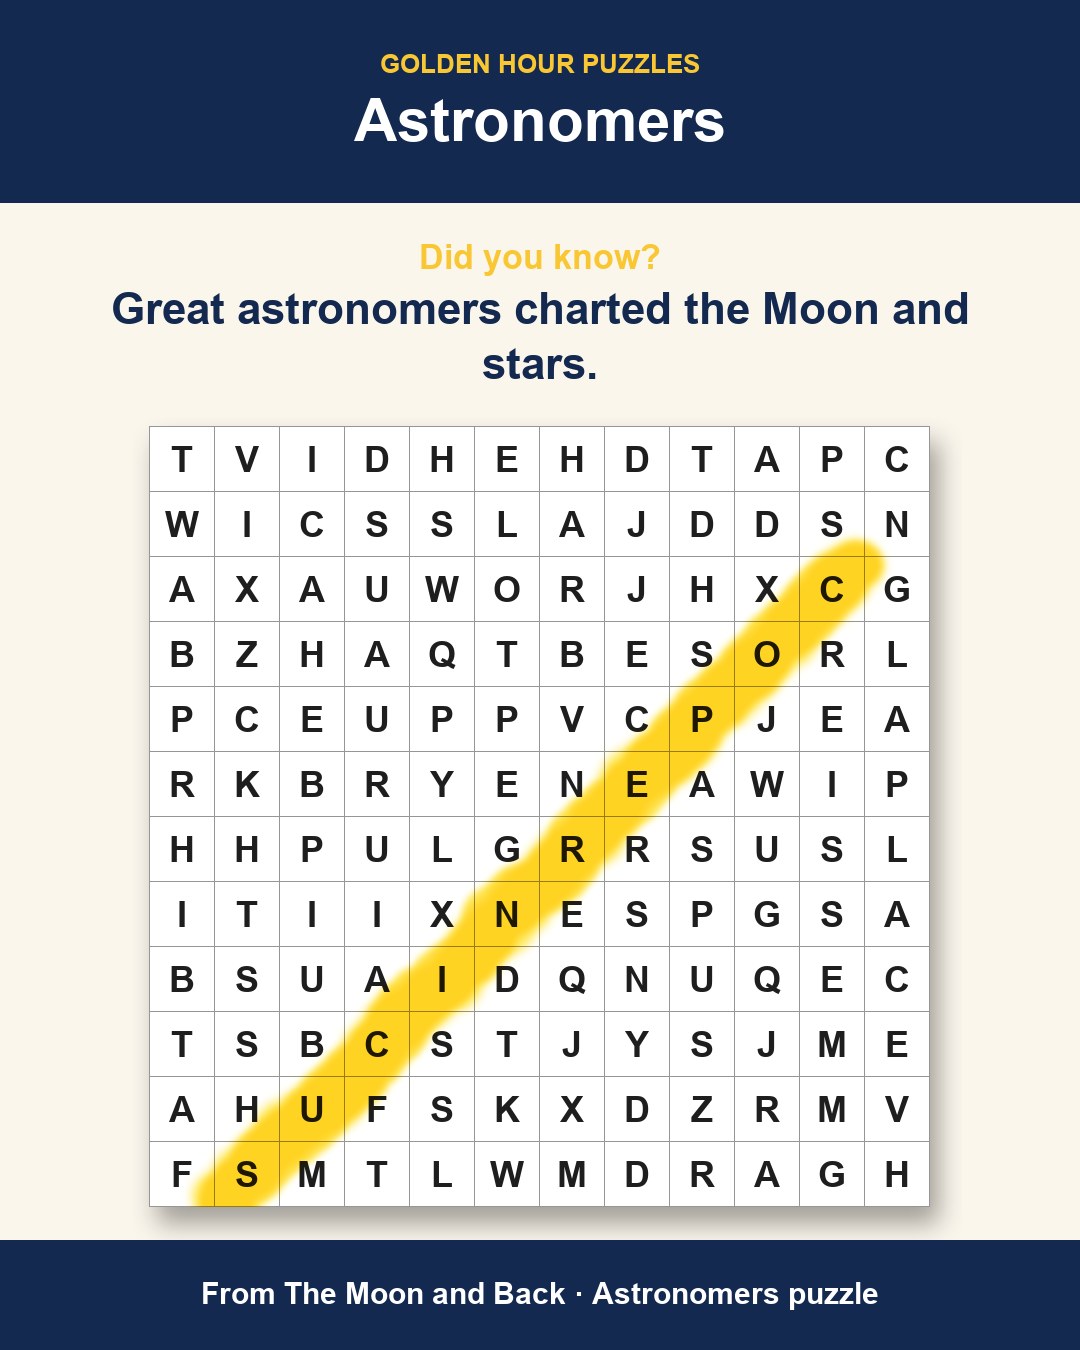 GOLDEN HOUR PUZZLES
Astronomers
Did you know?
Great astronomers charted the Moon and
stars.
T V I D H E H D T A P C
W I C S S L A J D D S N
A X A U W O R J H X C G
B Z H A Q T B E S O R L
P C E U P P V C P J E A
R K B R Y E N E A W I P
H H P U L G R R S U S L
I T I I X N E S P G S A
B S U A I D Q N U Q E C
T S B C S T J Y S J M E
A H U F S K X D Z R M V
F S M T L W M D R A G H
From The Moon and Back · Astronomers puzzle